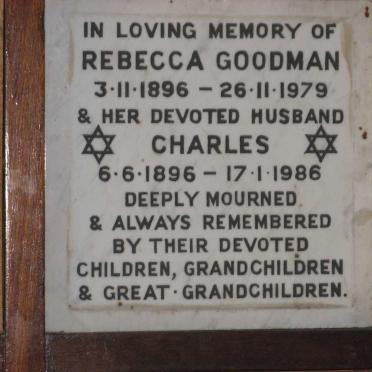 IN LOVING MEMORY OF
REBECCA GOODMAN
3·11·1896 – 26·11·1979
& HER DEVOTED HUSBAND
CHARLES
6·6·1896 – 17·1·1986
DEEPLY MOURNED
& ALWAYS REMEMBERED
BY THEIR DEVOTED
CHILDREN, GRANDCHILDREN
& GREAT·GRANDCHILDREN.